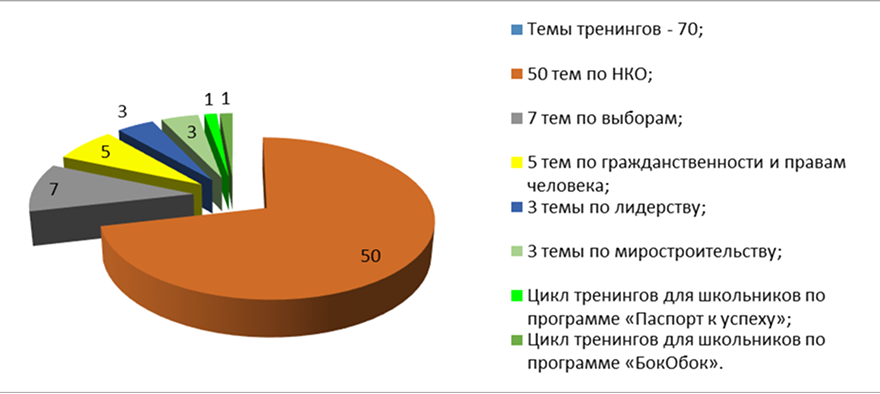 Темы тренингов - 70;
50 тем по НКО;
7 тем по выборам;
5 тем по гражданственности и правам
человека;
3 темы по лидерству;
3 темы по миростроительству;
Цикл тренингов для школьников по
программе «Паспорт к успеху»;
Цикл тренингов для школьников по
программе «БокОбок».
50
7
5
3
3
1
1